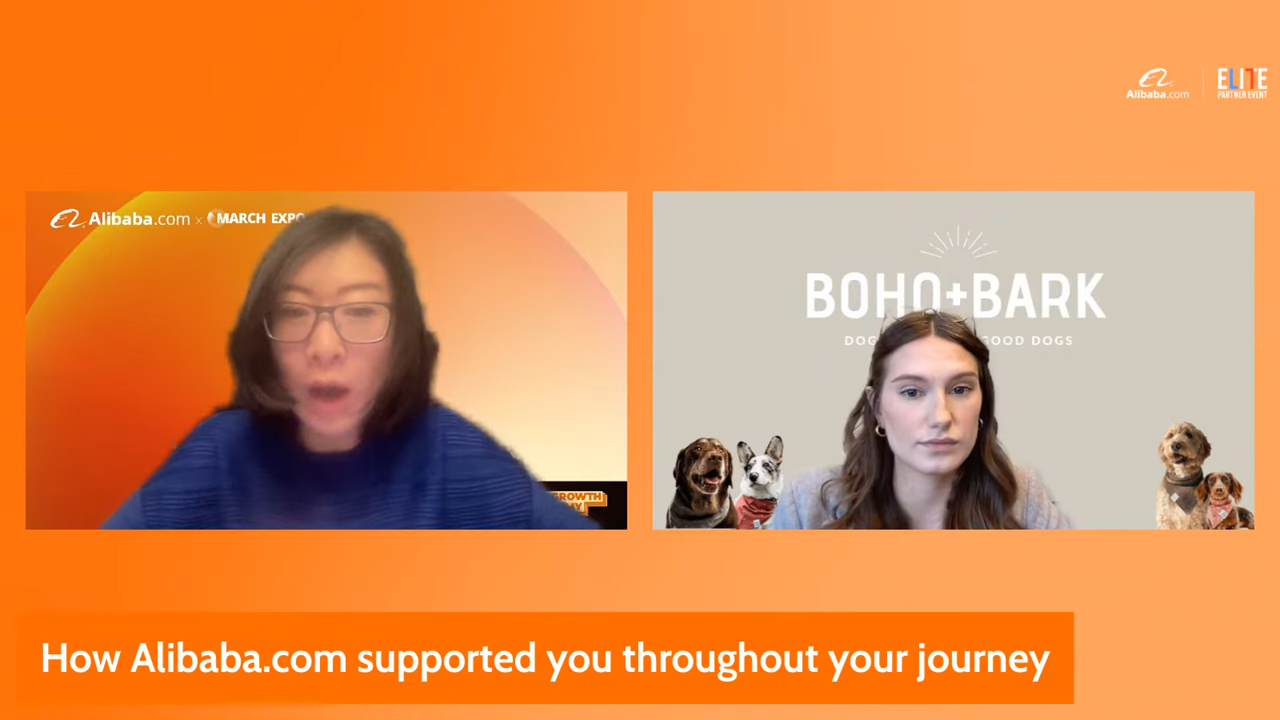 Alibaba.com
ELITE
PARTNER EVENT
Alibaba.com x MARCH EXPO
GROWTH
BOHO+BARK
DOG GOOD DOGS
How Alibaba.com supported you throughout your journey